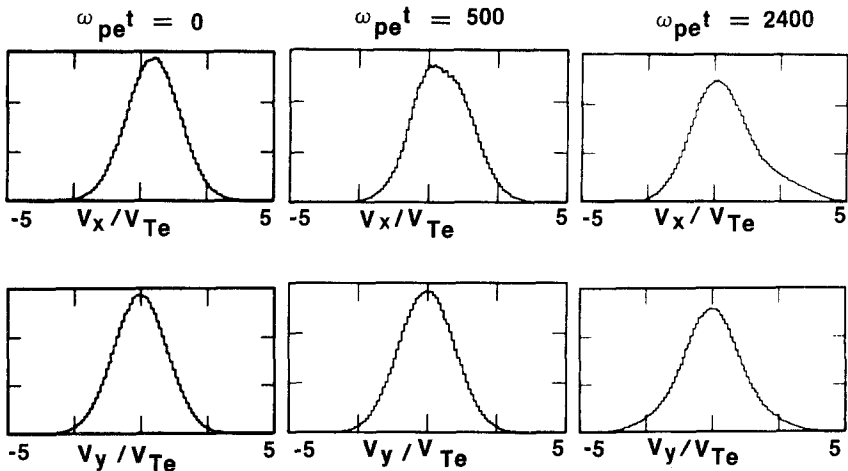 ωpet = 0 ωpet = 500 ωpet = 2400
-5 Vx/VTe 5 -5 Vx/VTe 5 -5 Vx/VTe 5
-5 Vy/VTe 5 -5 Vy/VTe 5 -5 Vy/VTe 5